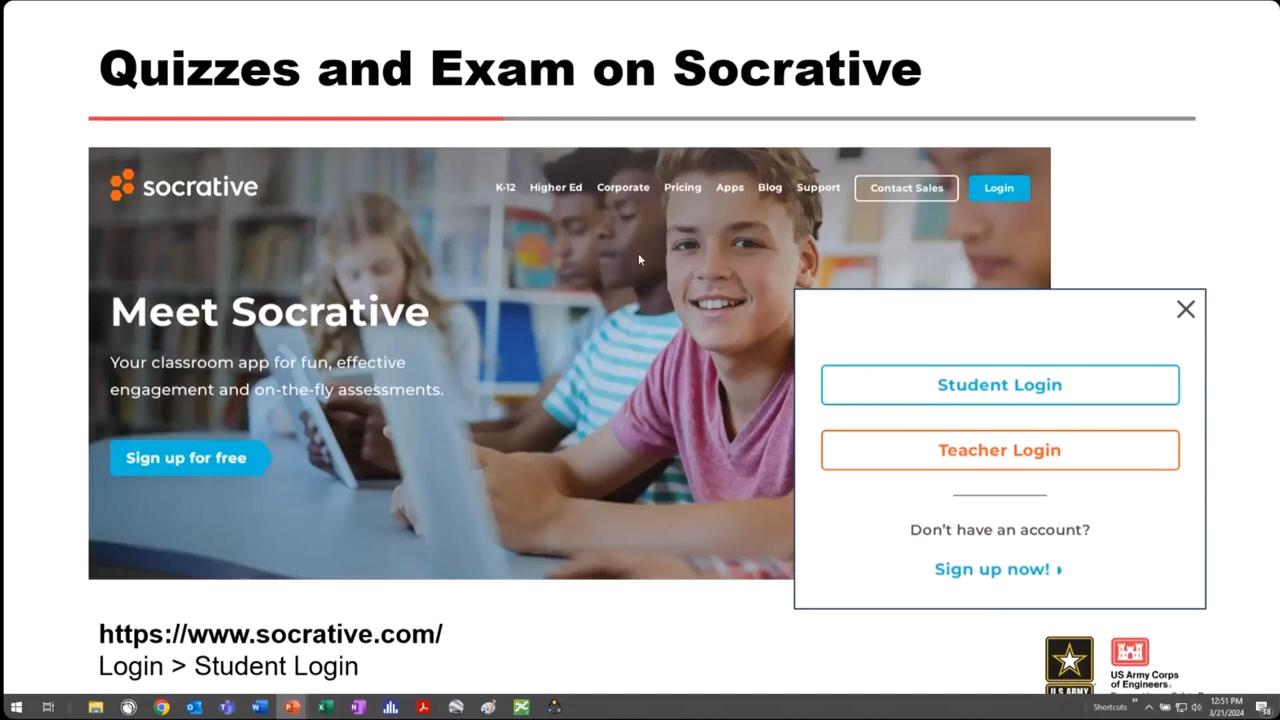 Quizzes and Exam on Socrative
socrative
K-12 Higher Ed Corporate Pricing Apps Blog Support Contact Sales Login
Meet Socrative
Your classroom app for fun, effective
engagement and on-the-fly assessments.
Sign up for free
Student Login
Teacher Login
Don't have an account?
Sign up now!
https://www.socrative.com/
Login > Student Login
U.S. ARMY
US Army Corps
of Engineers
Shortcuts
12:51 PM
3/21/2024